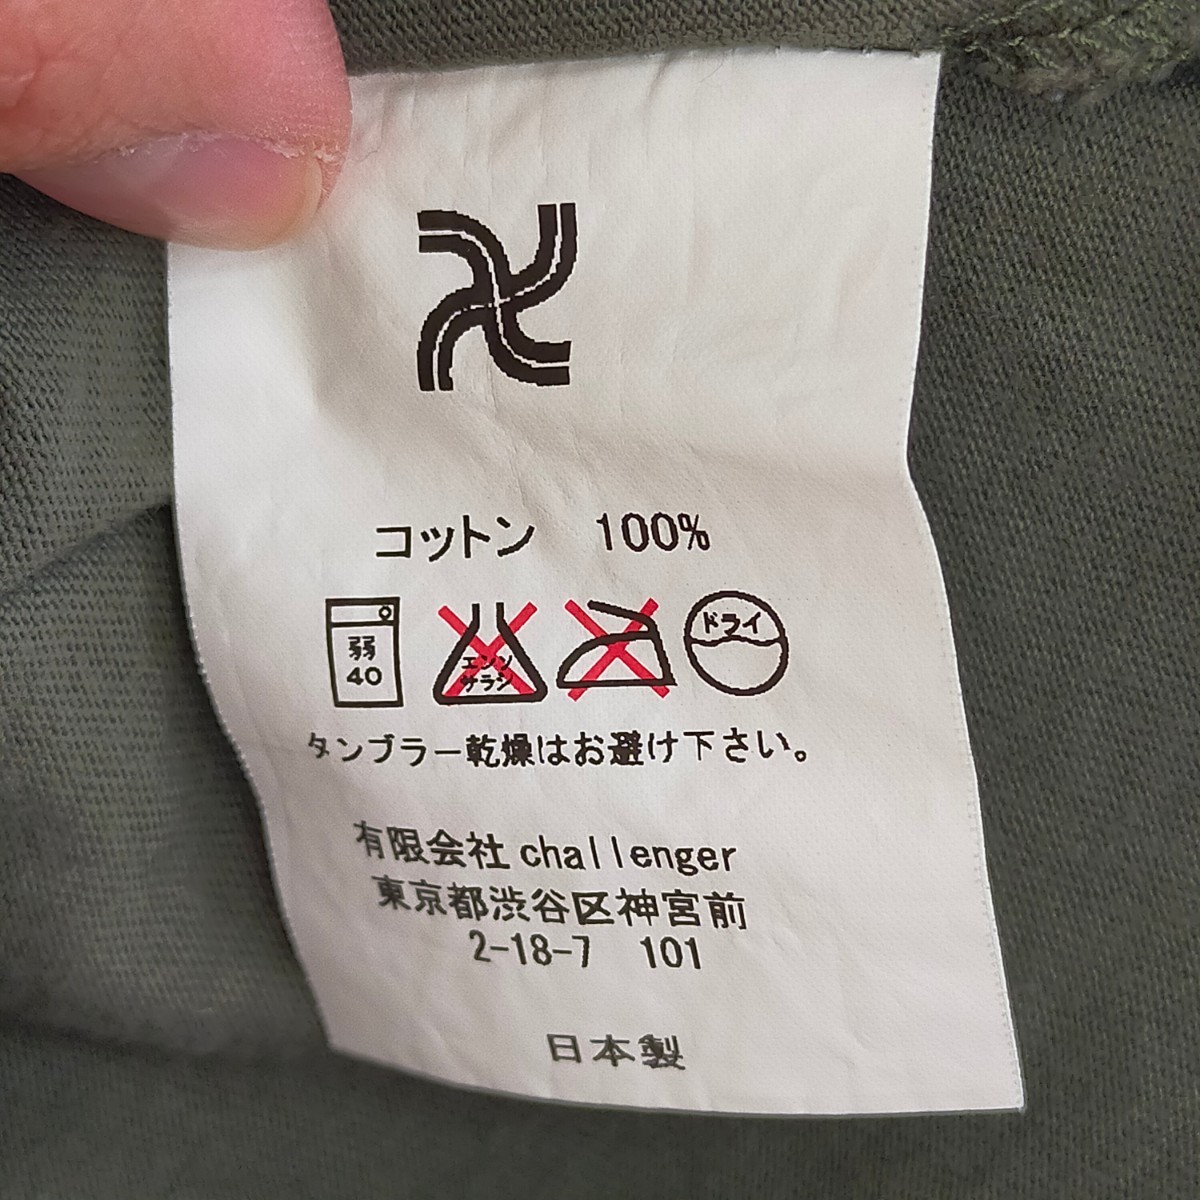 コットン 100%
弱 40 エンソ サラシ ドライ
タンブラー乾燥はお避け下さい。
有限会社 challenger
東京都渋谷区神宮前
2-18-7 101
日本製